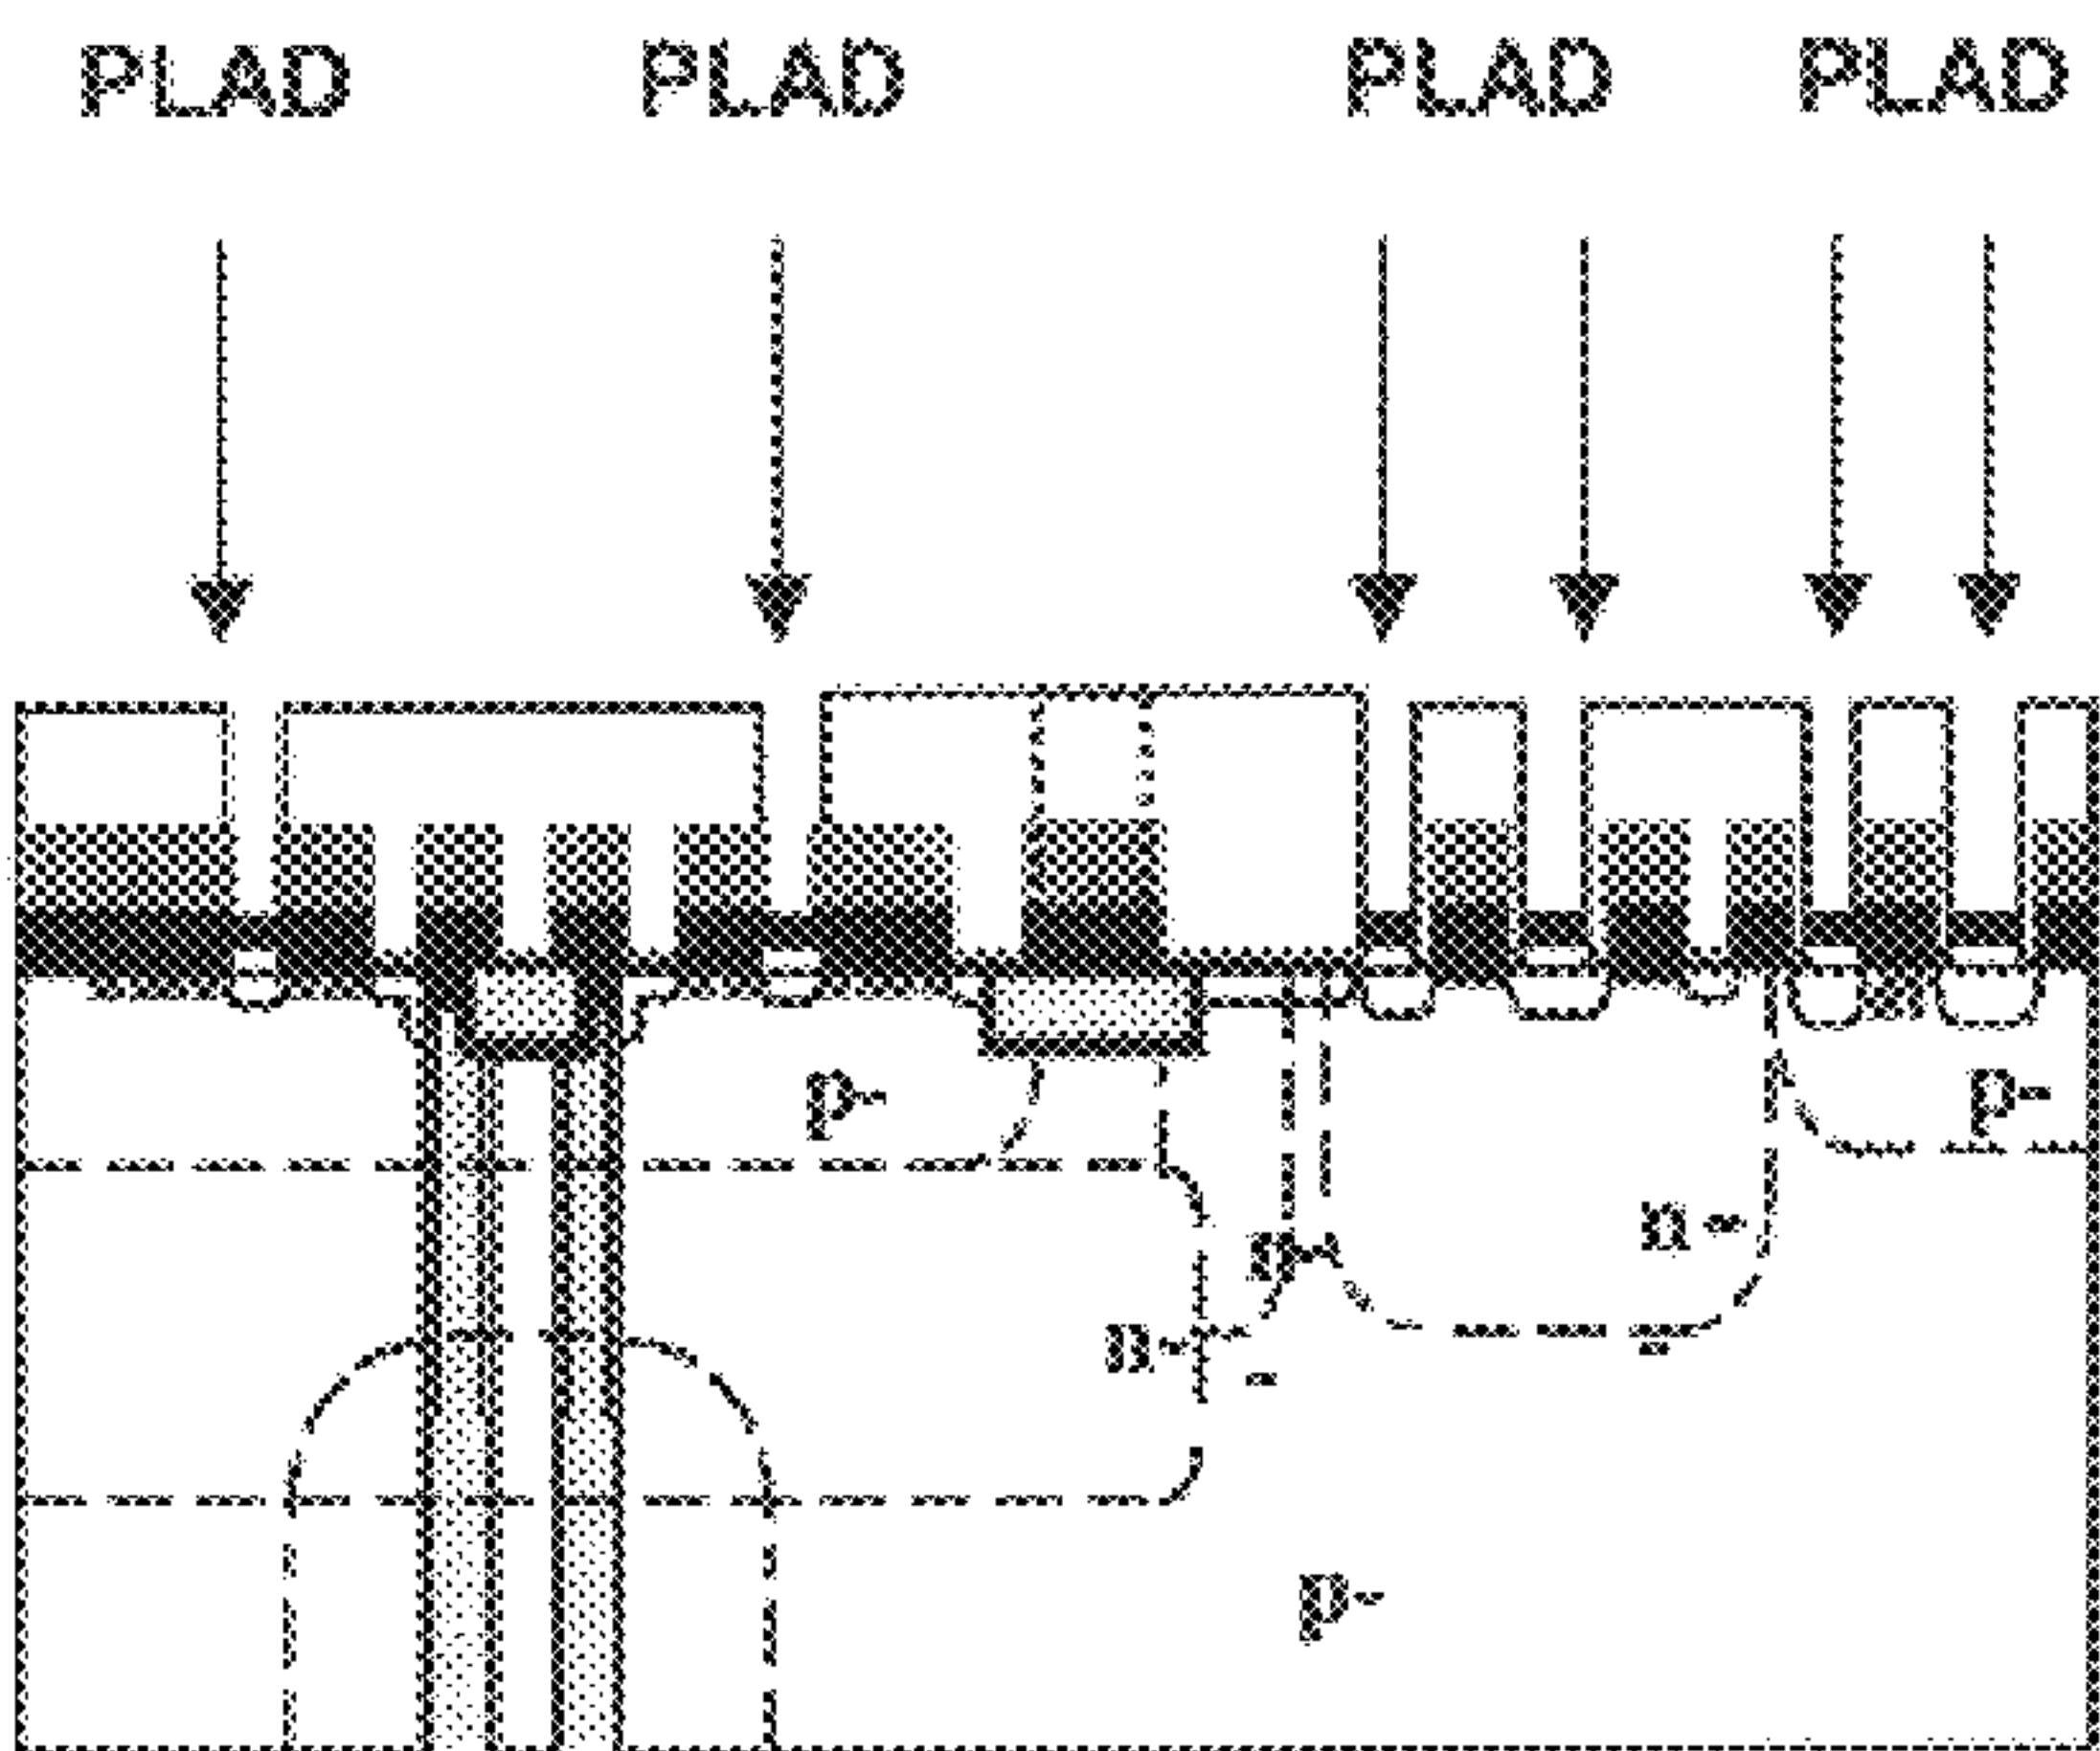 PLAD PLAD PLAD PLAD
p- p-
n -
n-
n-
p-